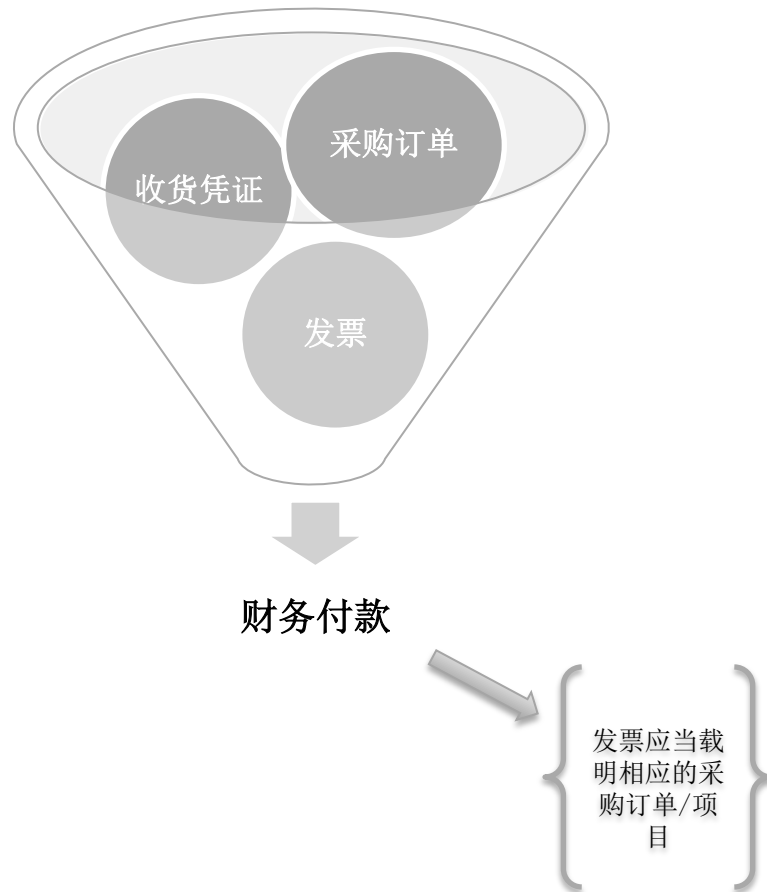 采购订单
收货凭证
发票
财务付款
发票应当载
明相应的采
购订单/项
目